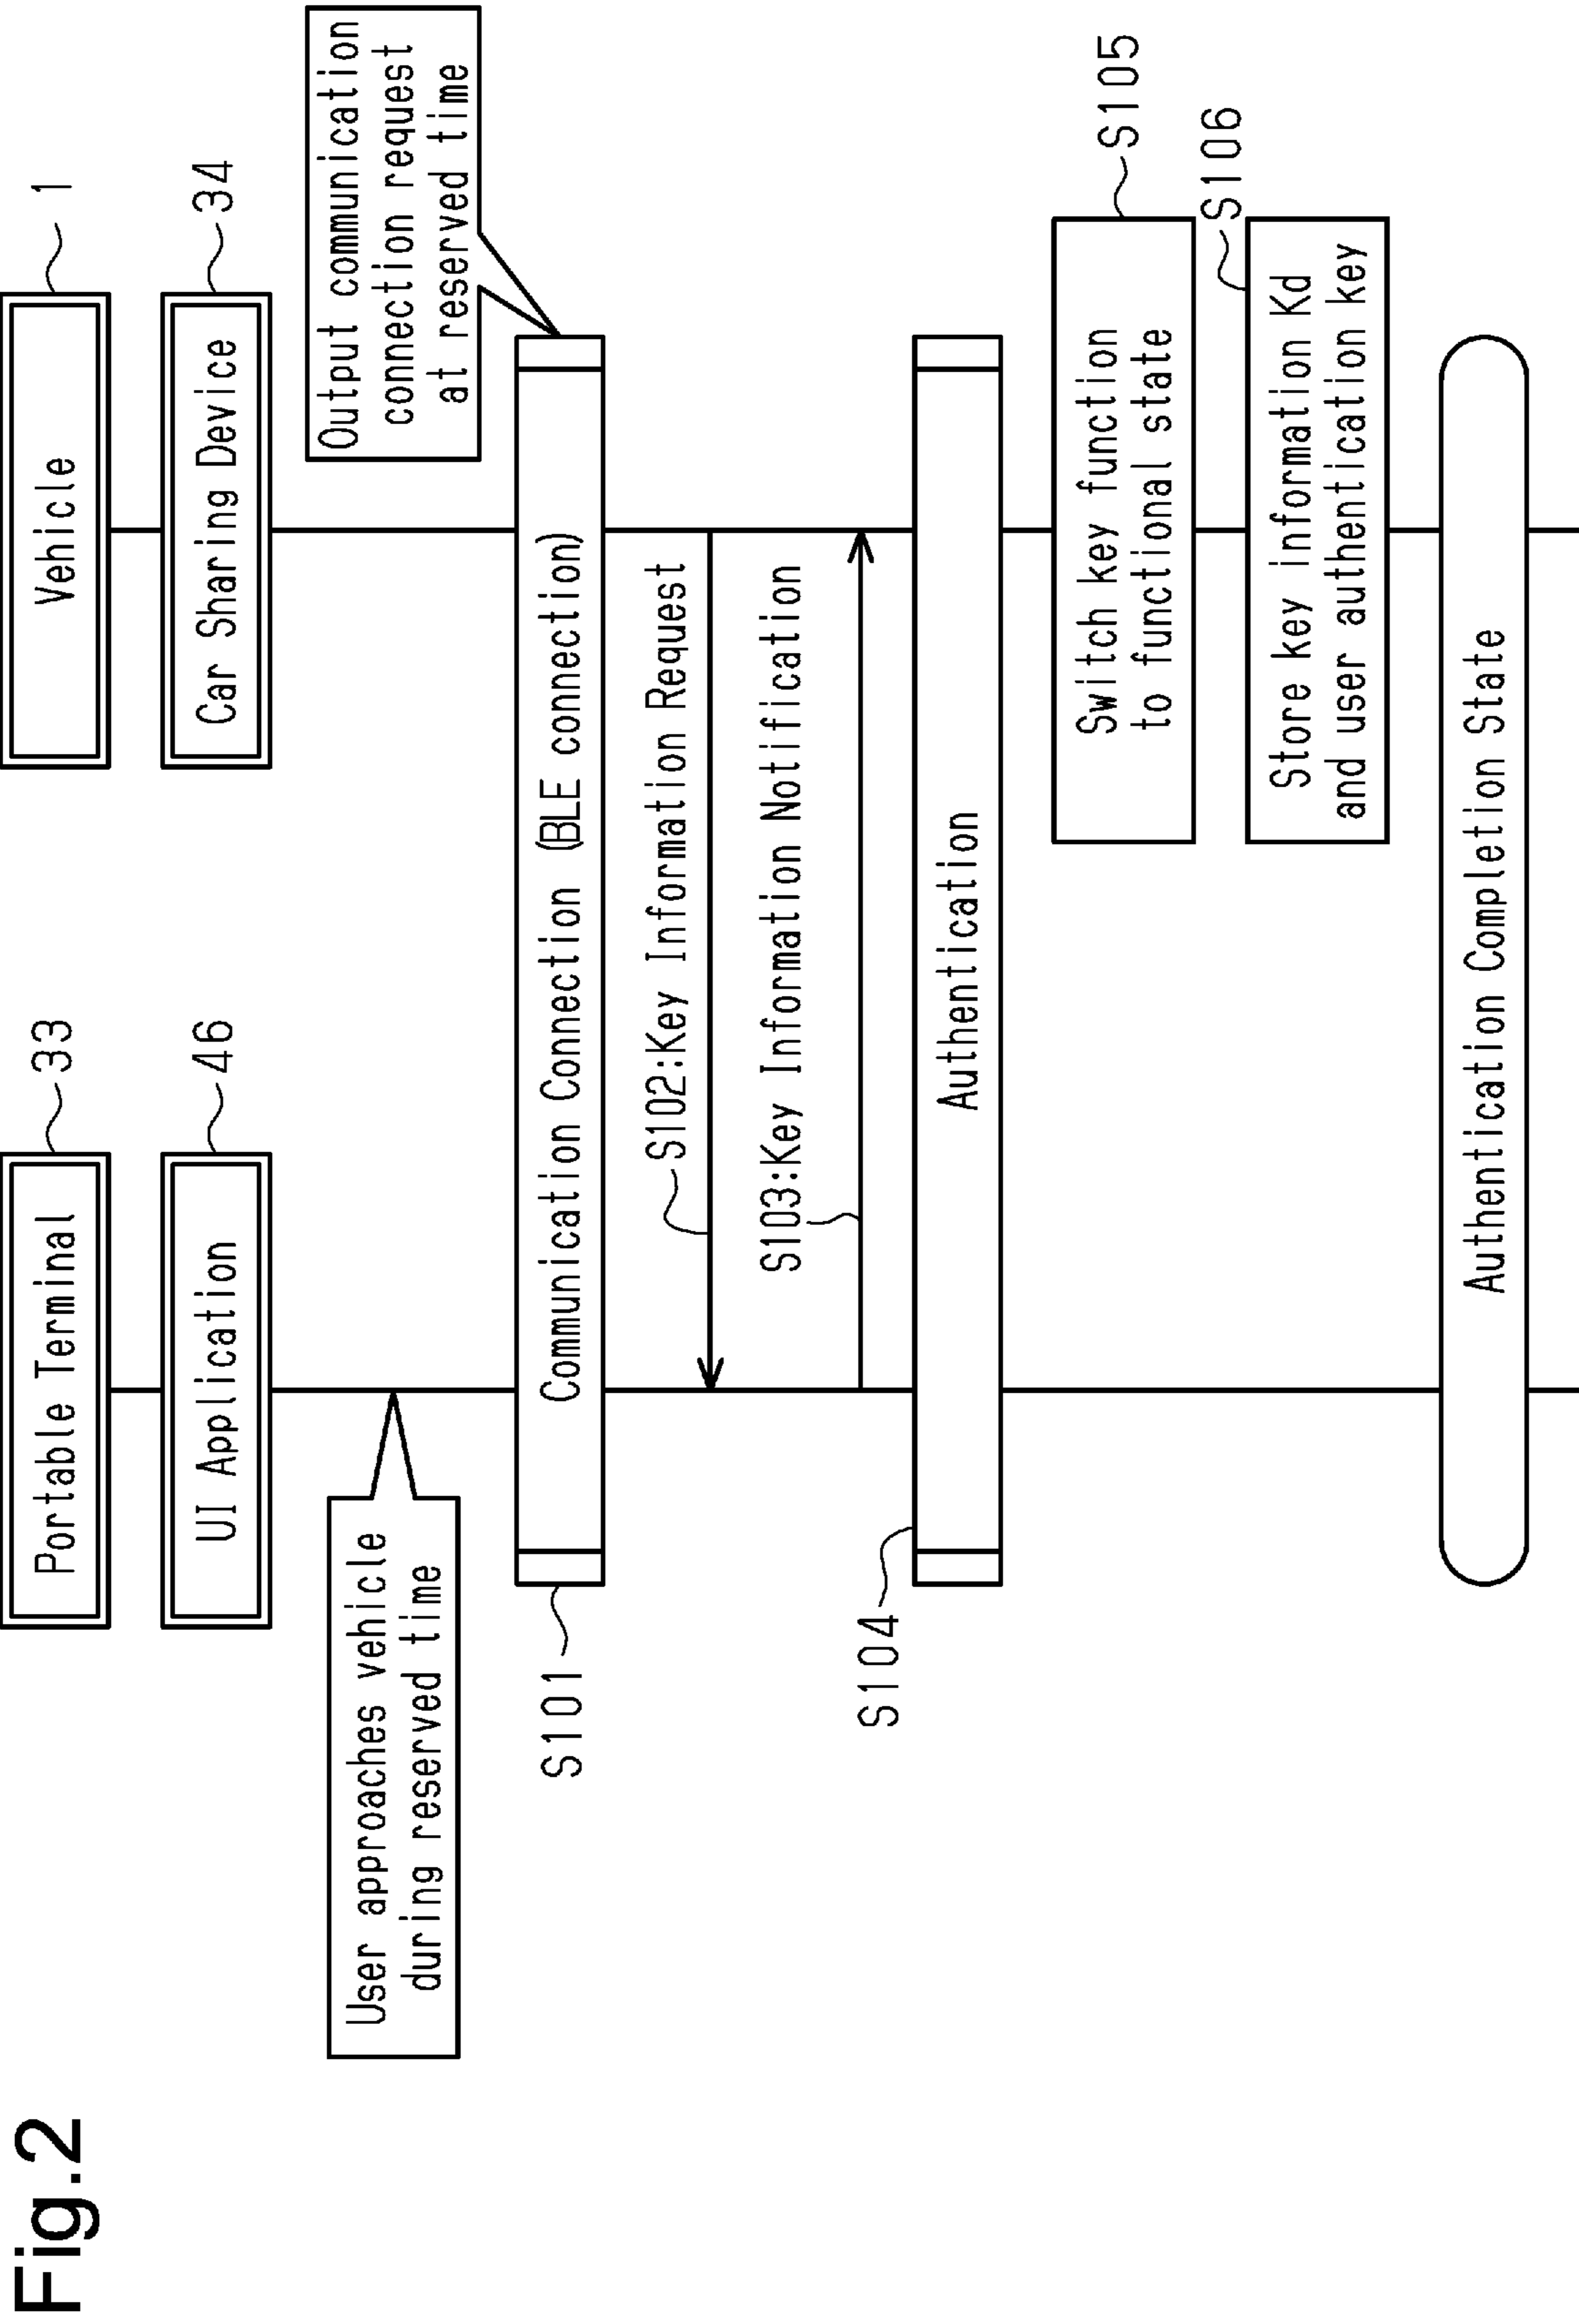 Fig.2
Portable Terminal
33
Vehicle
1
UI Application
46
Car Sharing Device
34
User approaches vehicle
during reserved time
Output communication
connection request
at reserved time
S101
Communication Connection (BLE connection)
S102:Key Information Request
S103:Key Information Notification
S104
Authentication
Switch key function
to functional state
S105
Store key information Kd
and user authentication key
S106
Authentication Completion State